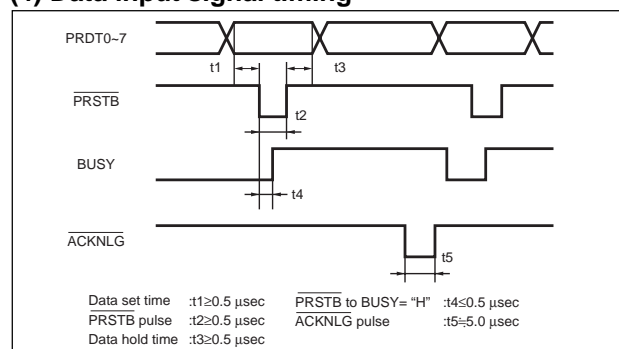 (4) Data input signal timing
PRDT0~7
t1
t3
PRSTB
t2
BUSY
t4
ACKNLG
t5
Data set time :t1≥0.5 μsec PRSTB to BUSY= “H” :t4≤0.5 μsec
PRSTB pulse :t2≥0.5 μsec ACKNLG pulse :t5≒5.0 μsec
Data hold time :t3≥0.5 μsec